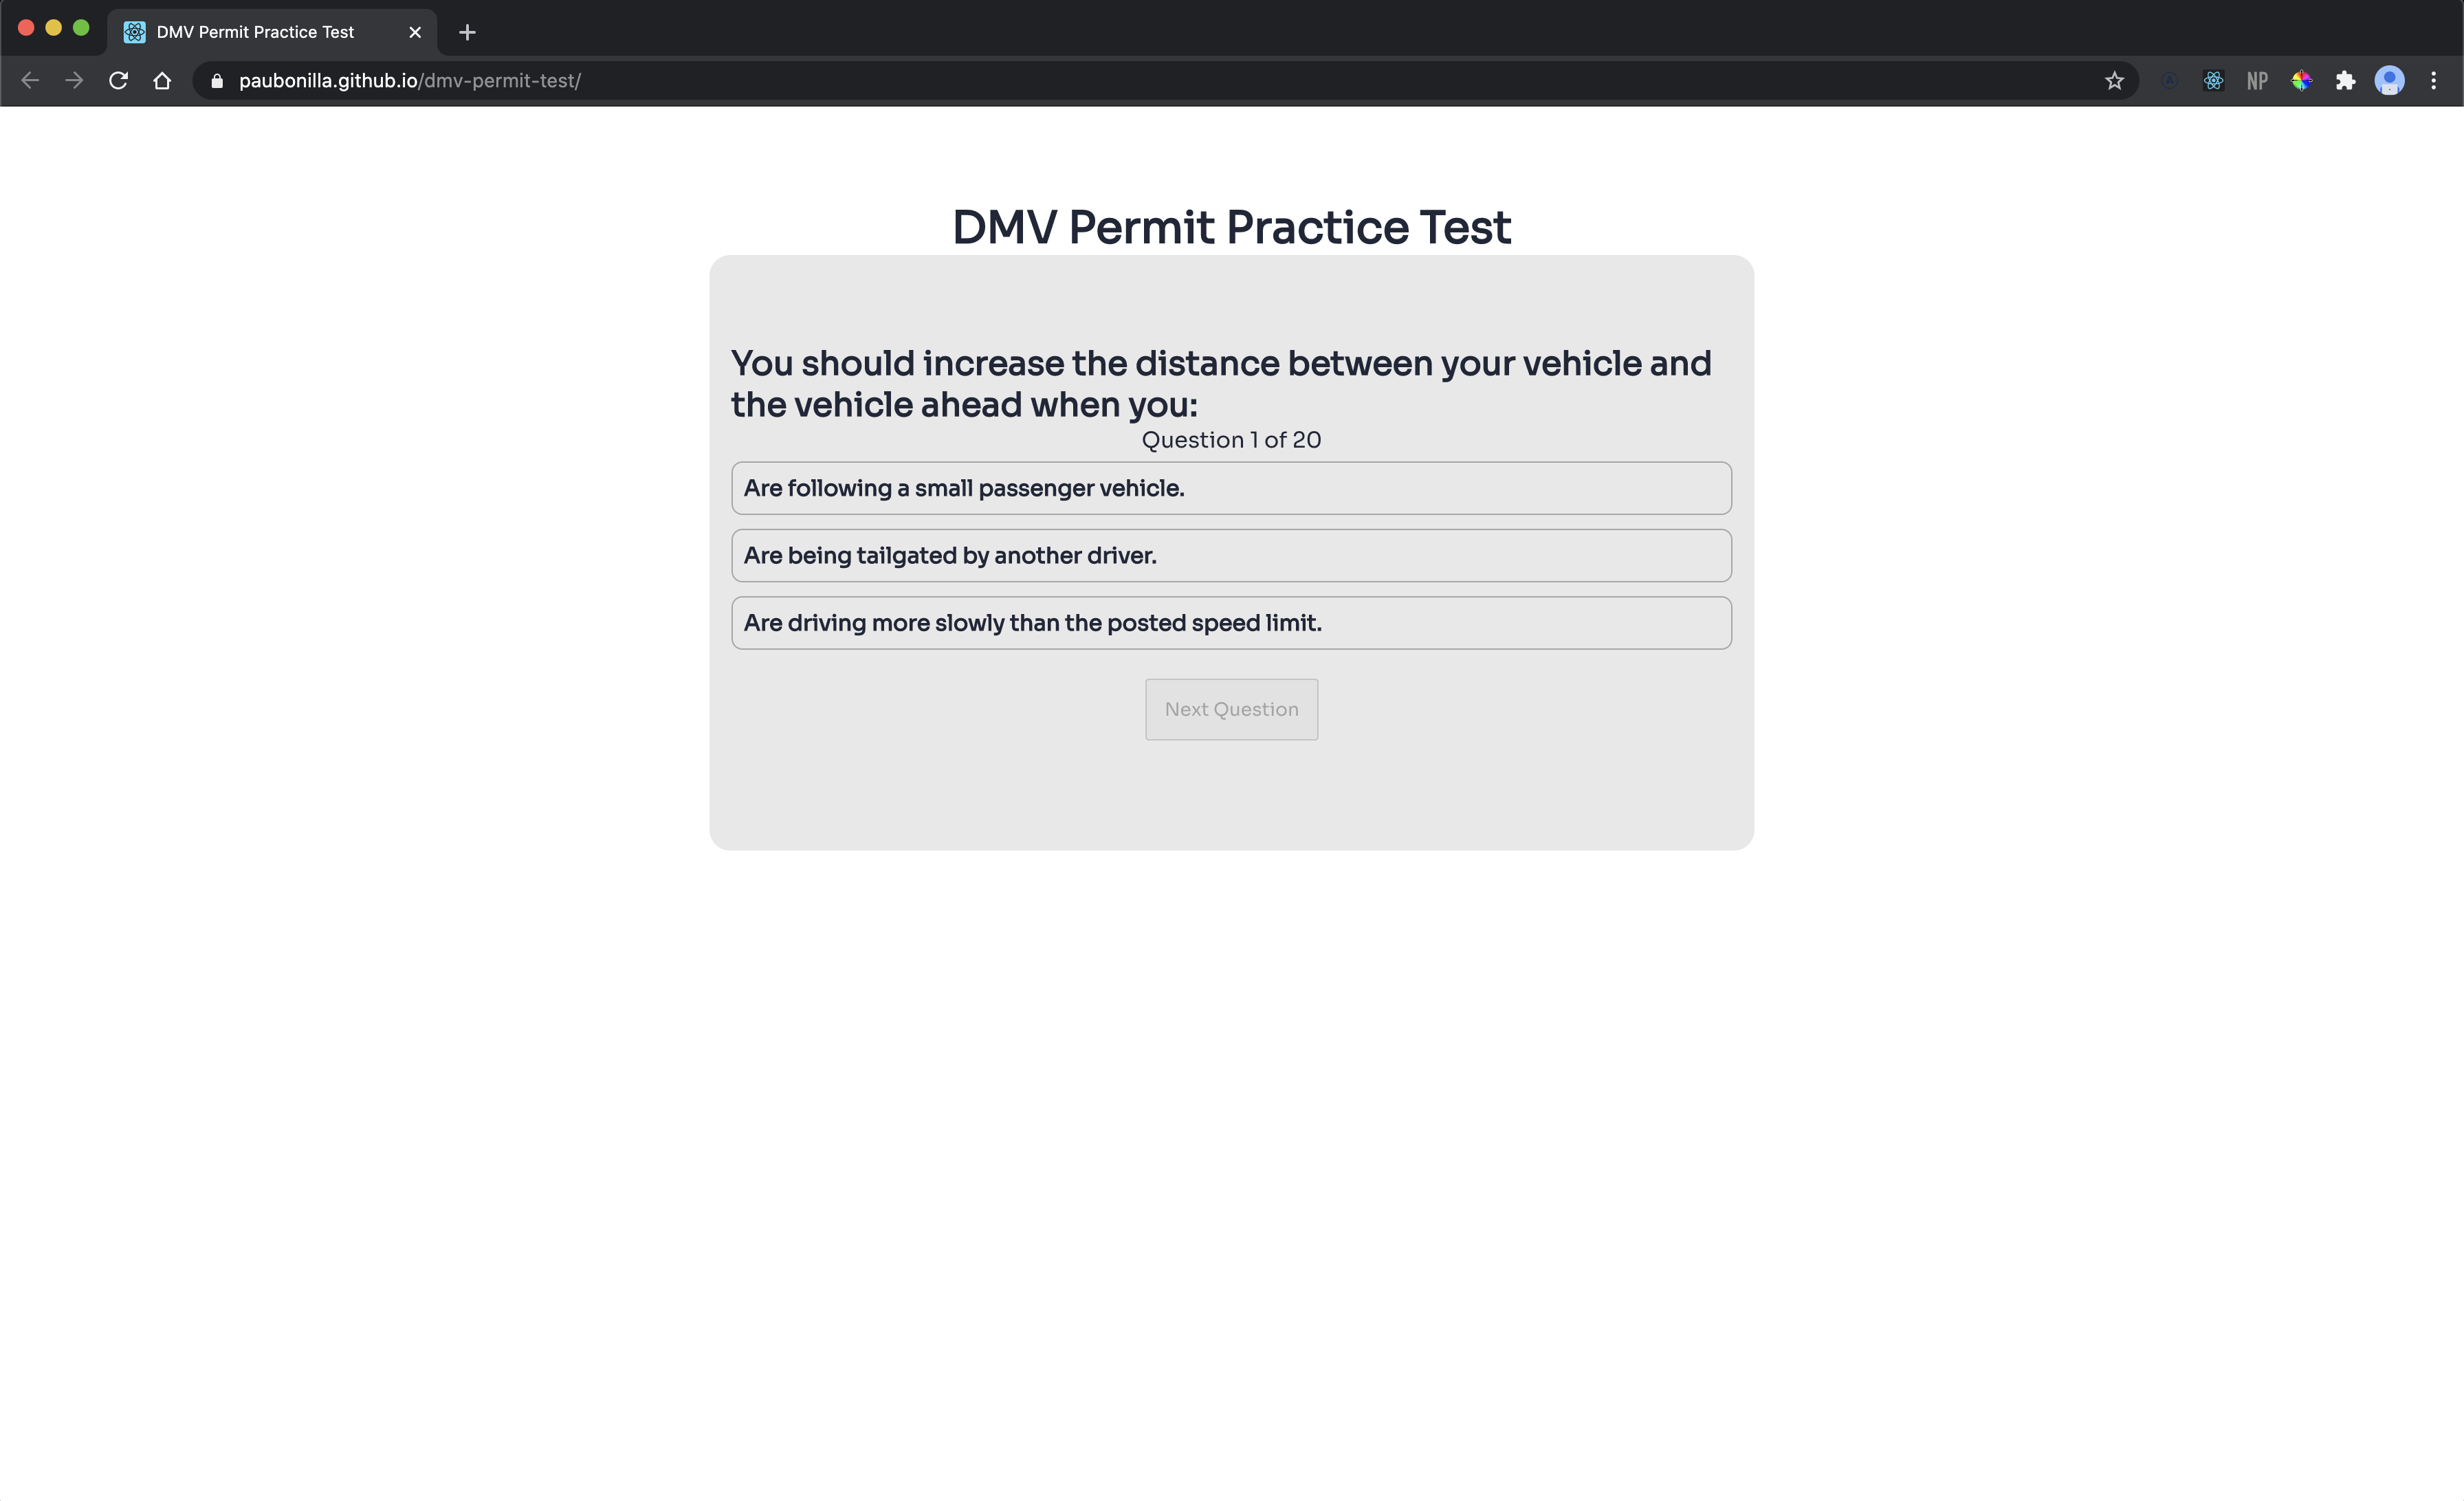 DMV Permit Practice Test
paubonilla.github.io/dmv-permit-test/
NP
DMV Permit Practice Test
You should increase the distance between your vehicle and
the vehicle ahead when you:
Question 1 of 20
Are following a small passenger vehicle.
Are being tailgated by another driver.
Are driving more slowly than the posted speed limit.
Next Question